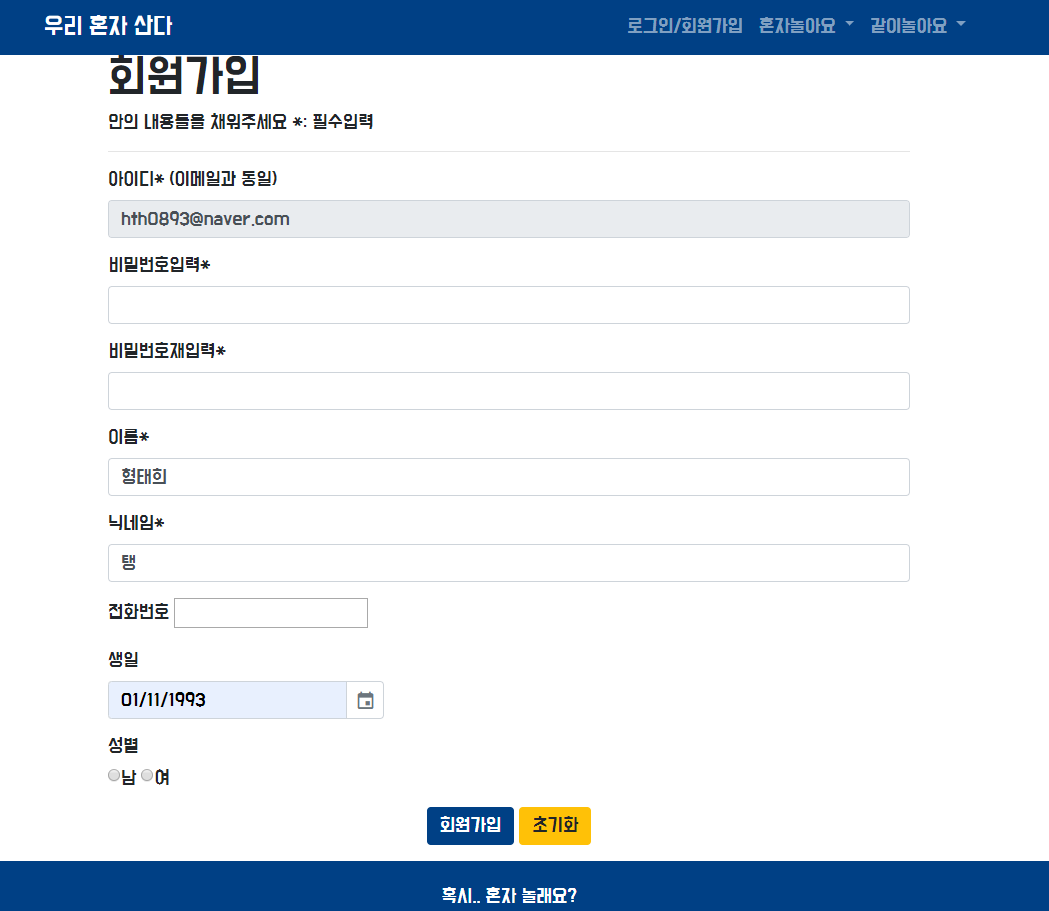 우리 혼자 산다
로그인/회원가입 혼자놀아요 같이놀아요
회원가입
만의 내용들을 채워주세요 *: 필수입력
아이디* (이메일과 동일)
hth0893@naver.com
비밀번호입력*
비밀번호재입력*
이름*
형태희
닉네임*
탱
전화번호
생일
01/11/1993
성별
남 여
회원가입 초기화
혹시.. 혼자 놀래요?